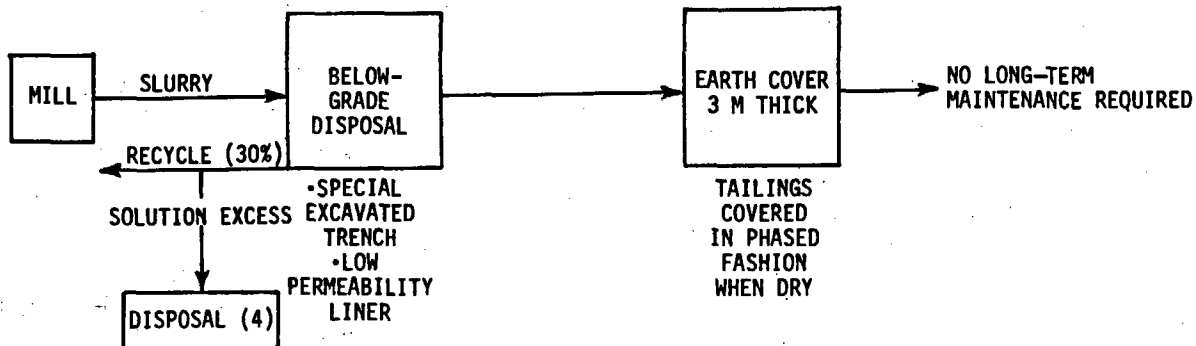 MILL
SLURRY
BELOW-
GRADE
DISPOSAL
EARTH COVER
3 M THICK
NO LONG-TERM
MAINTENANCE REQUIRED
RECYCLE (30%)
SOLUTION EXCESS
DISPOSAL (4)
•SPECIAL
EXCAVATED
TRENCH
•LOW
PERMEABILITY
LINER
TAILINGS
COVERED
IN PHASED
FASHION
WHEN DRY